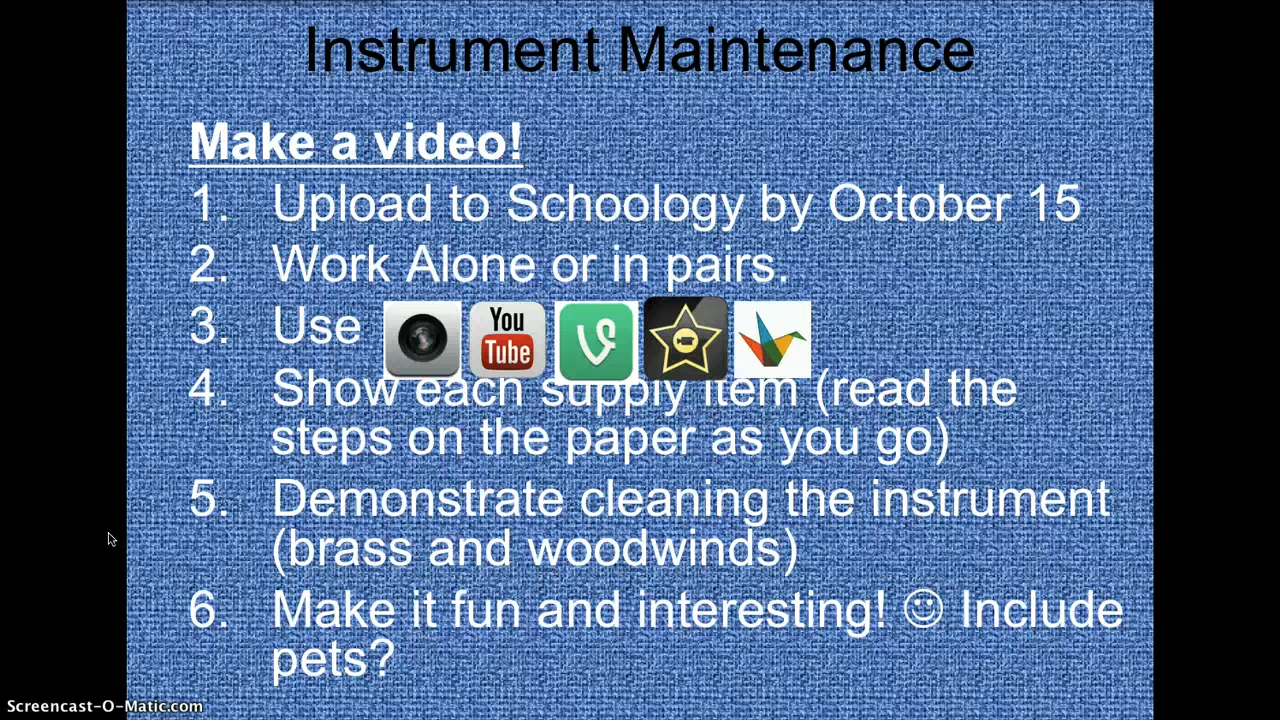 Instrument Maintenance
Make a video!
1. Upload to Schoology by October 15
2. Work Alone or in pairs.
3. Use
You
Tube
4. Show each supply item (read the
steps on the paper as you go)
5. Demonstrate cleaning the instrument
(brass and woodwinds)
6. Make it fun and interesting! ☺ Include
pets?
Screencast-O-Matic.com